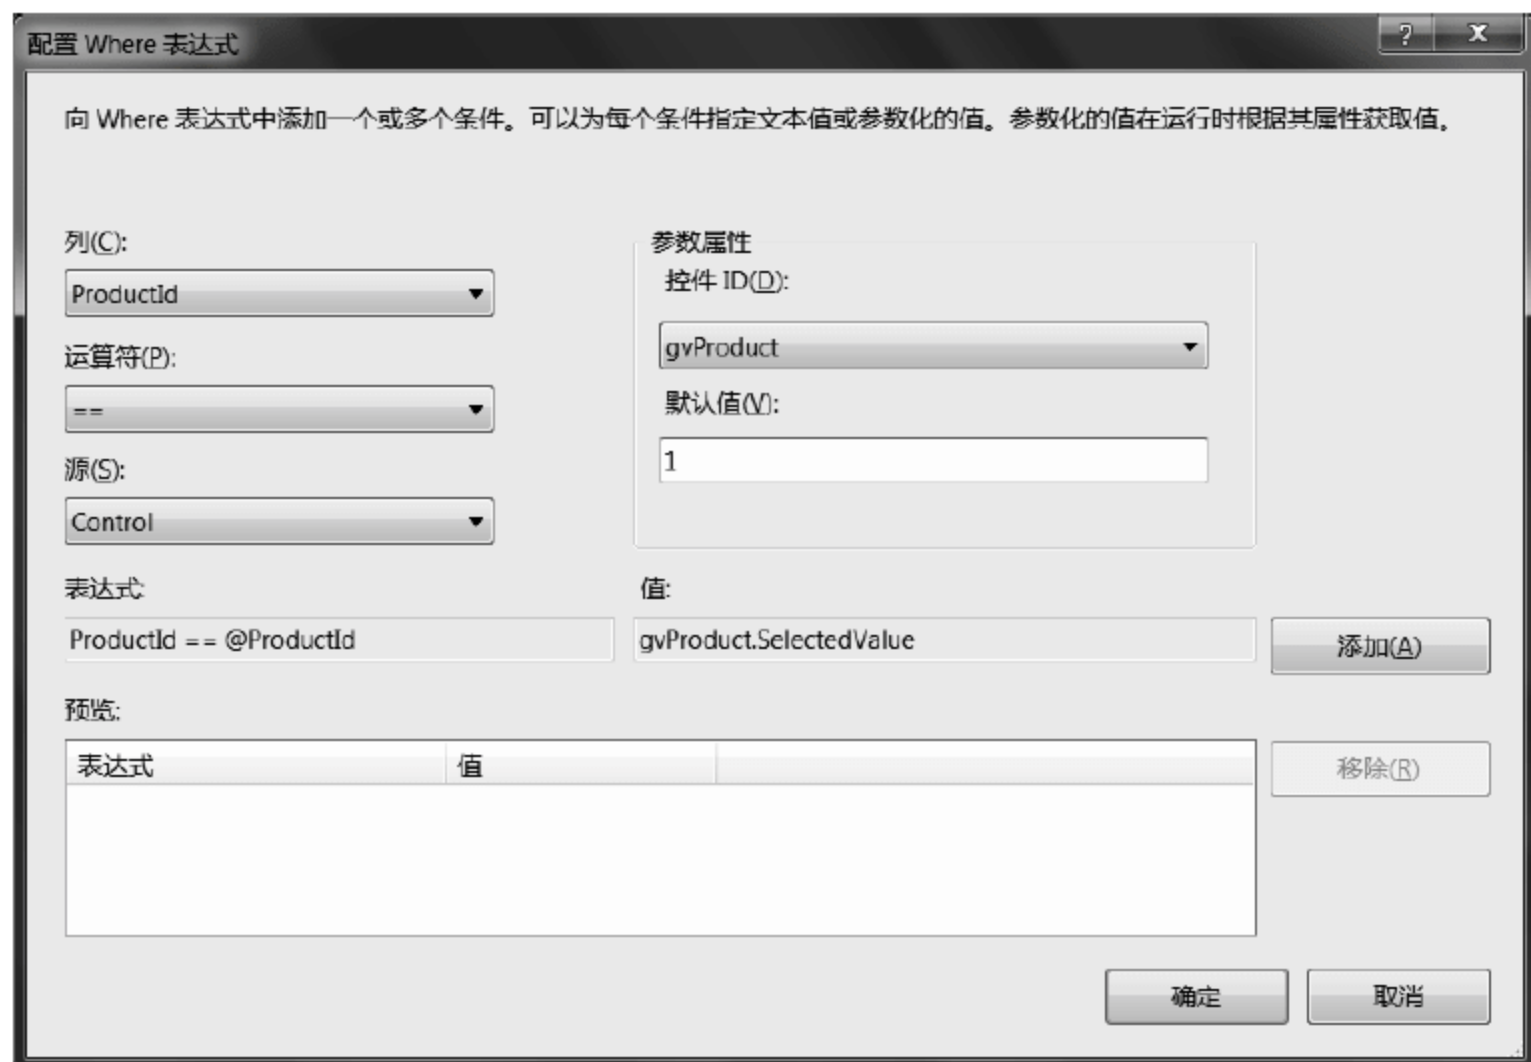 配置 Where 表达式
?
x
向 Where 表达式中添加一个或多个条件。可以为每个条件指定文本值或参数化的值。参数化的值在运行时根据其属性获取值。
列(C):
ProductId
运算符(P):
==
源(S):
Control
参数属性
控件 ID(D):
gvProduct
默认值(V):
1
表达式:
值:
ProductId == @ProductId
gvProduct.SelectedValue
添加(A)
预览:
表达式
值
移除(R)
确定
取消